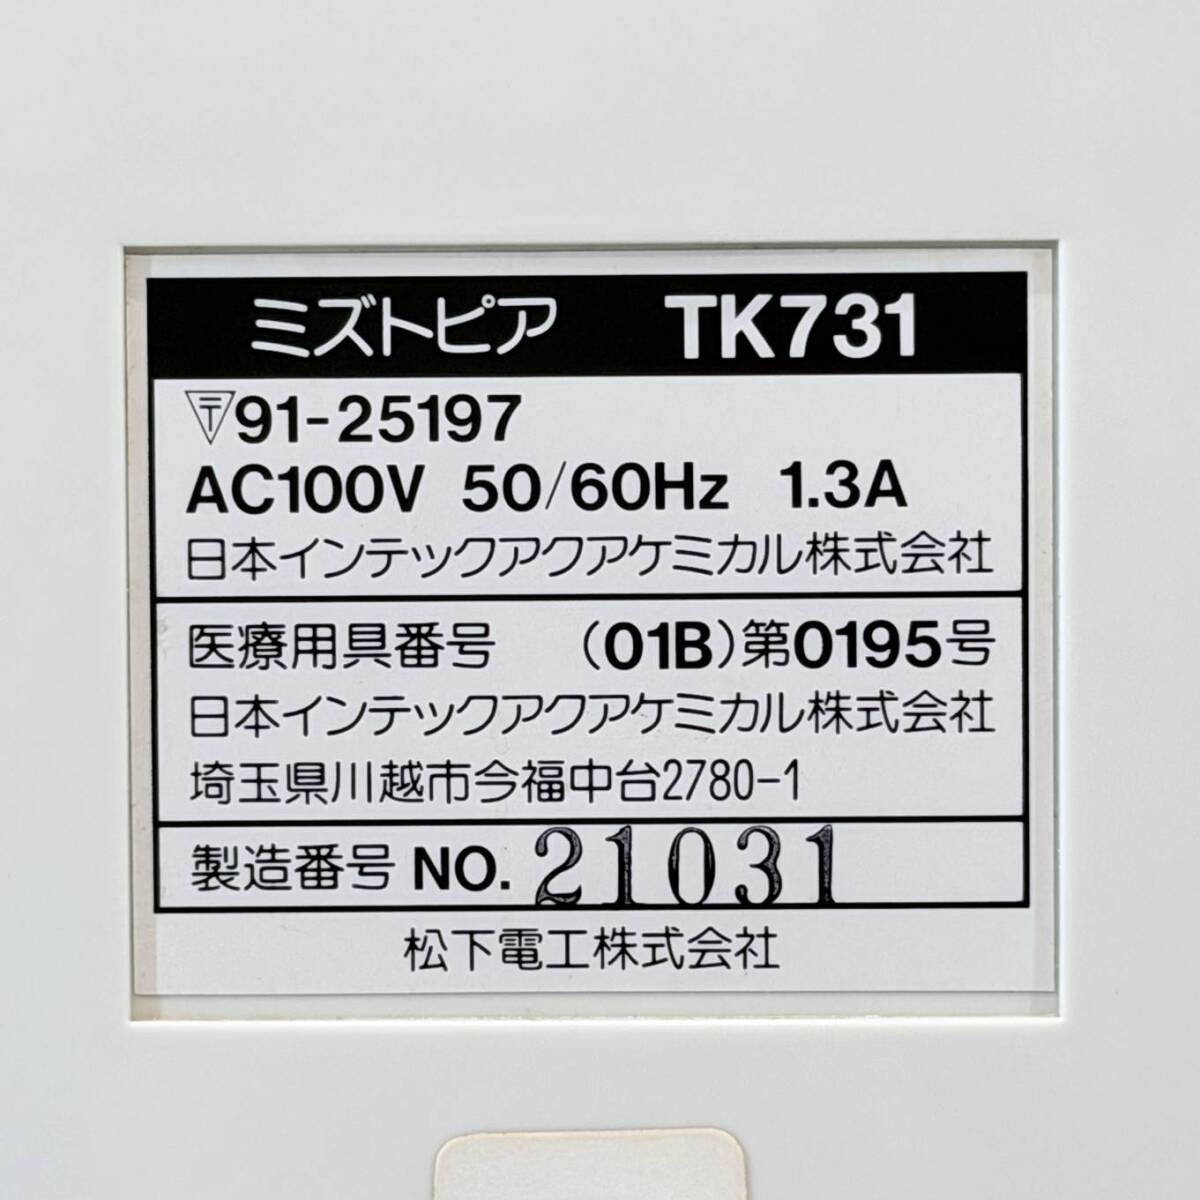 ミズトピア TK731
〒91-25197
AC100V 50/60Hz 1.3A
日本インテックアクアケミカル株式会社
医療用具番号 (01B)第0195号
日本インテックアクアケミカル株式会社
埼玉県川越市今福中台2780-1
製造番号 NO. 21031
松下電工株式会社